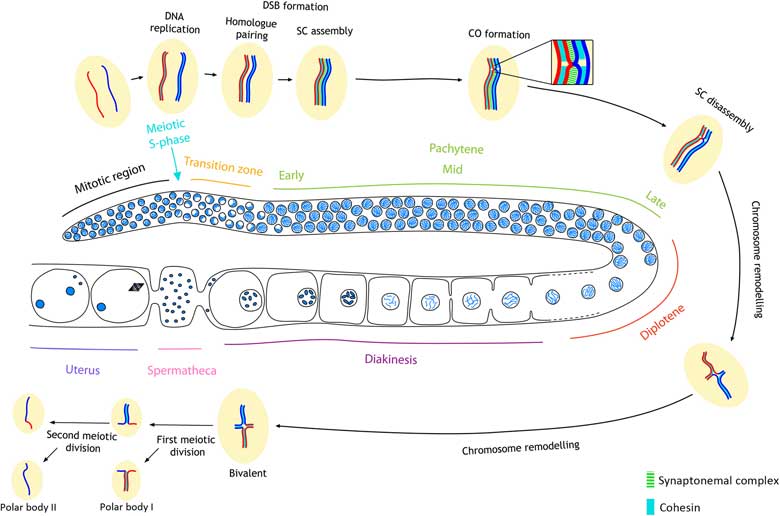 DNA
replication
DSB formation
Homologue
pairing
SC assembly
CO formation
SC disassembly
Meiotic
S-phase
Mitotic region
Transition zone
Early
Pachytene
Mid
Late
Chromosome remodelling
Diplotene
Uterus
Spermatheca
Diakinesis
Second meiotic
division
First meiotic
division
Bivalent
Chromosome remodelling
Polar body II
Polar body I
Synaptonemal complex
Cohesin